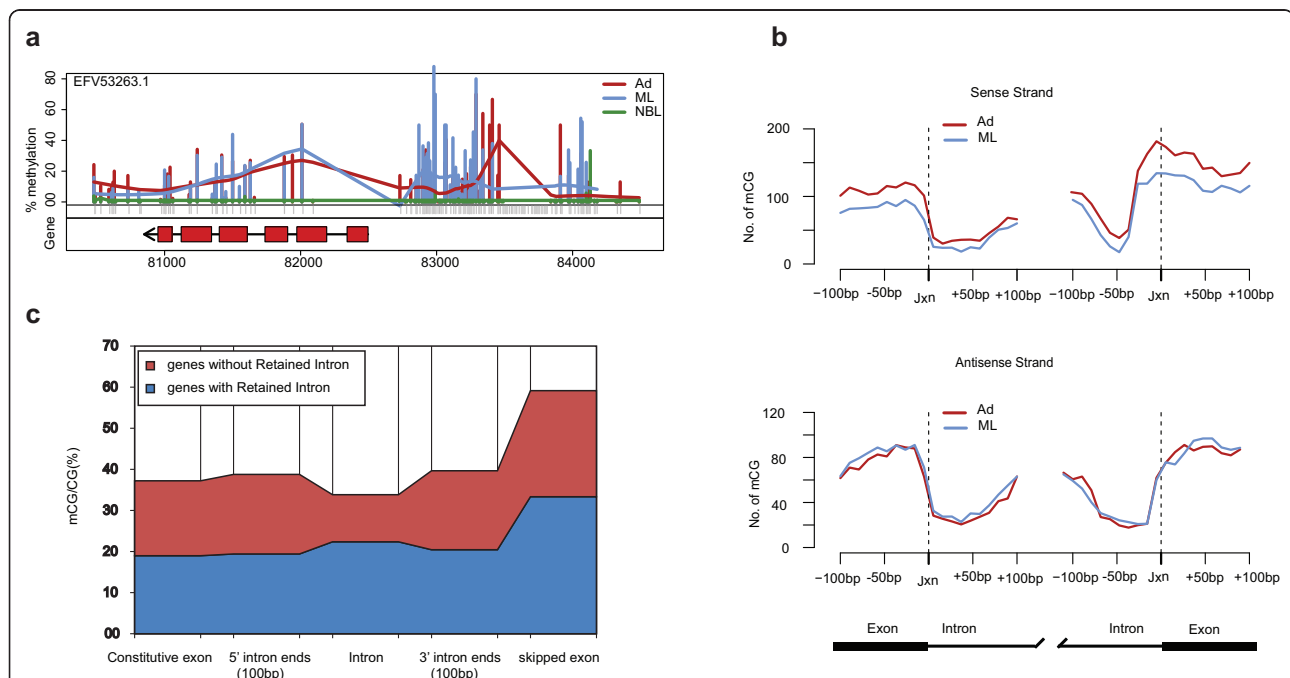 a
EFV53263.1
Ad
ML
NBL
% methylation
80
60
40
20
00
Gene
81000
82000
83000
84000
b
Sense Strand
Ad
ML
No. of mCG
200
100
0
−100bp
-50bp
Jxn
+50bp
+100bp
−100bp
-50bp
Jxn
+50bp
+100bp
Antisense Strand
Ad
ML
No. of mCG
120
80
40
0
−100bp
-50bp
Jxn
+50bp
+100bp
−100bp
-50bp
Jxn
+50bp
+100bp
Exon
Intron
Intron
Exon
c
genes without Retained Intron
genes with Retained Intron
mCG/CG(%)
70
60
50
40
30
20
10
00
Constitutive exon
5' intron ends
(100bp)
Intron
3' intron ends
(100bp)
skipped exon